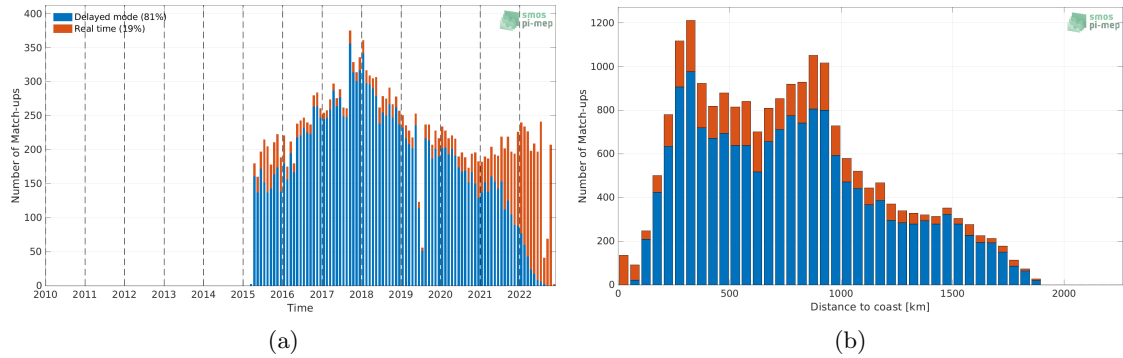 Delayed mode (81%)
Real time (19%)
smos
pi-mep
Number of Match-ups
400
350
300
250
200
150
100
50
0
2010 2011 2012 2013 2014 2015 2016 2017 2018 2019 2020 2021 2022
Time
(a)
smos
pi-mep
Number of Match-ups
1200
1000
800
600
400
200
0
0 500 1000 1500 2000
Distance to coast [km]
(b)